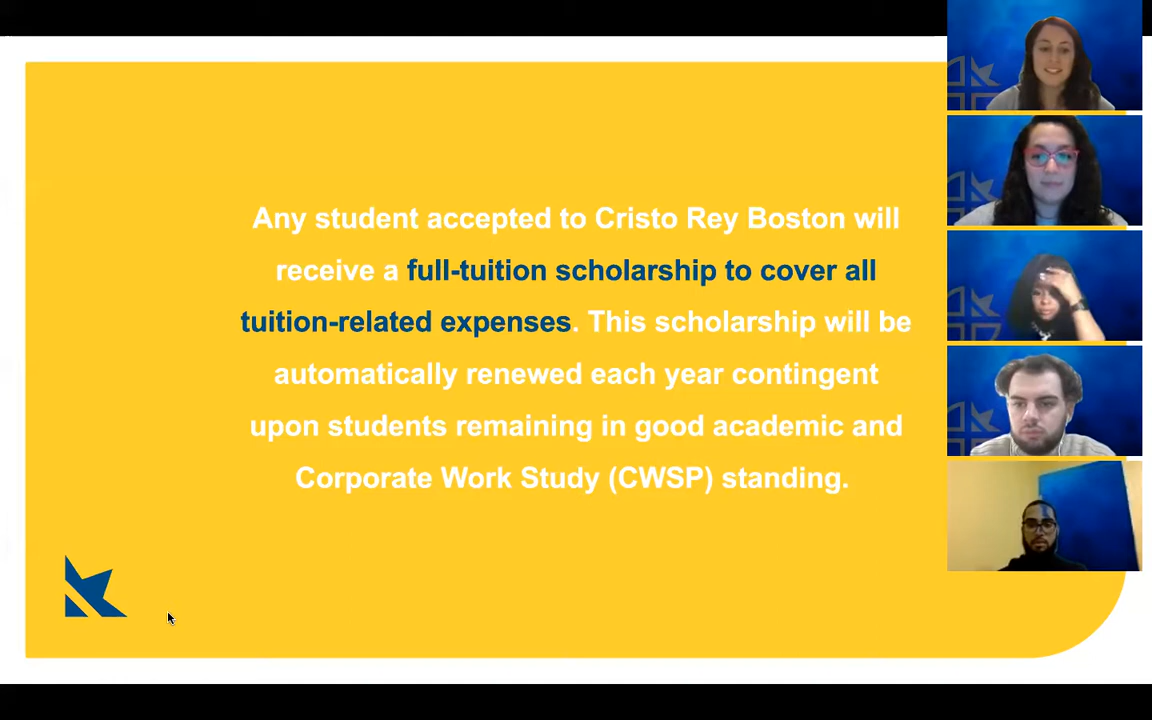 Any student accepted to Cristo Rey Boston will
receive a full-tuition scholarship to cover all
tuition-related expenses. This scholarship will be
automatically renewed each year contingent
upon students remaining in good academic and
Corporate Work Study (CWSP) standing.